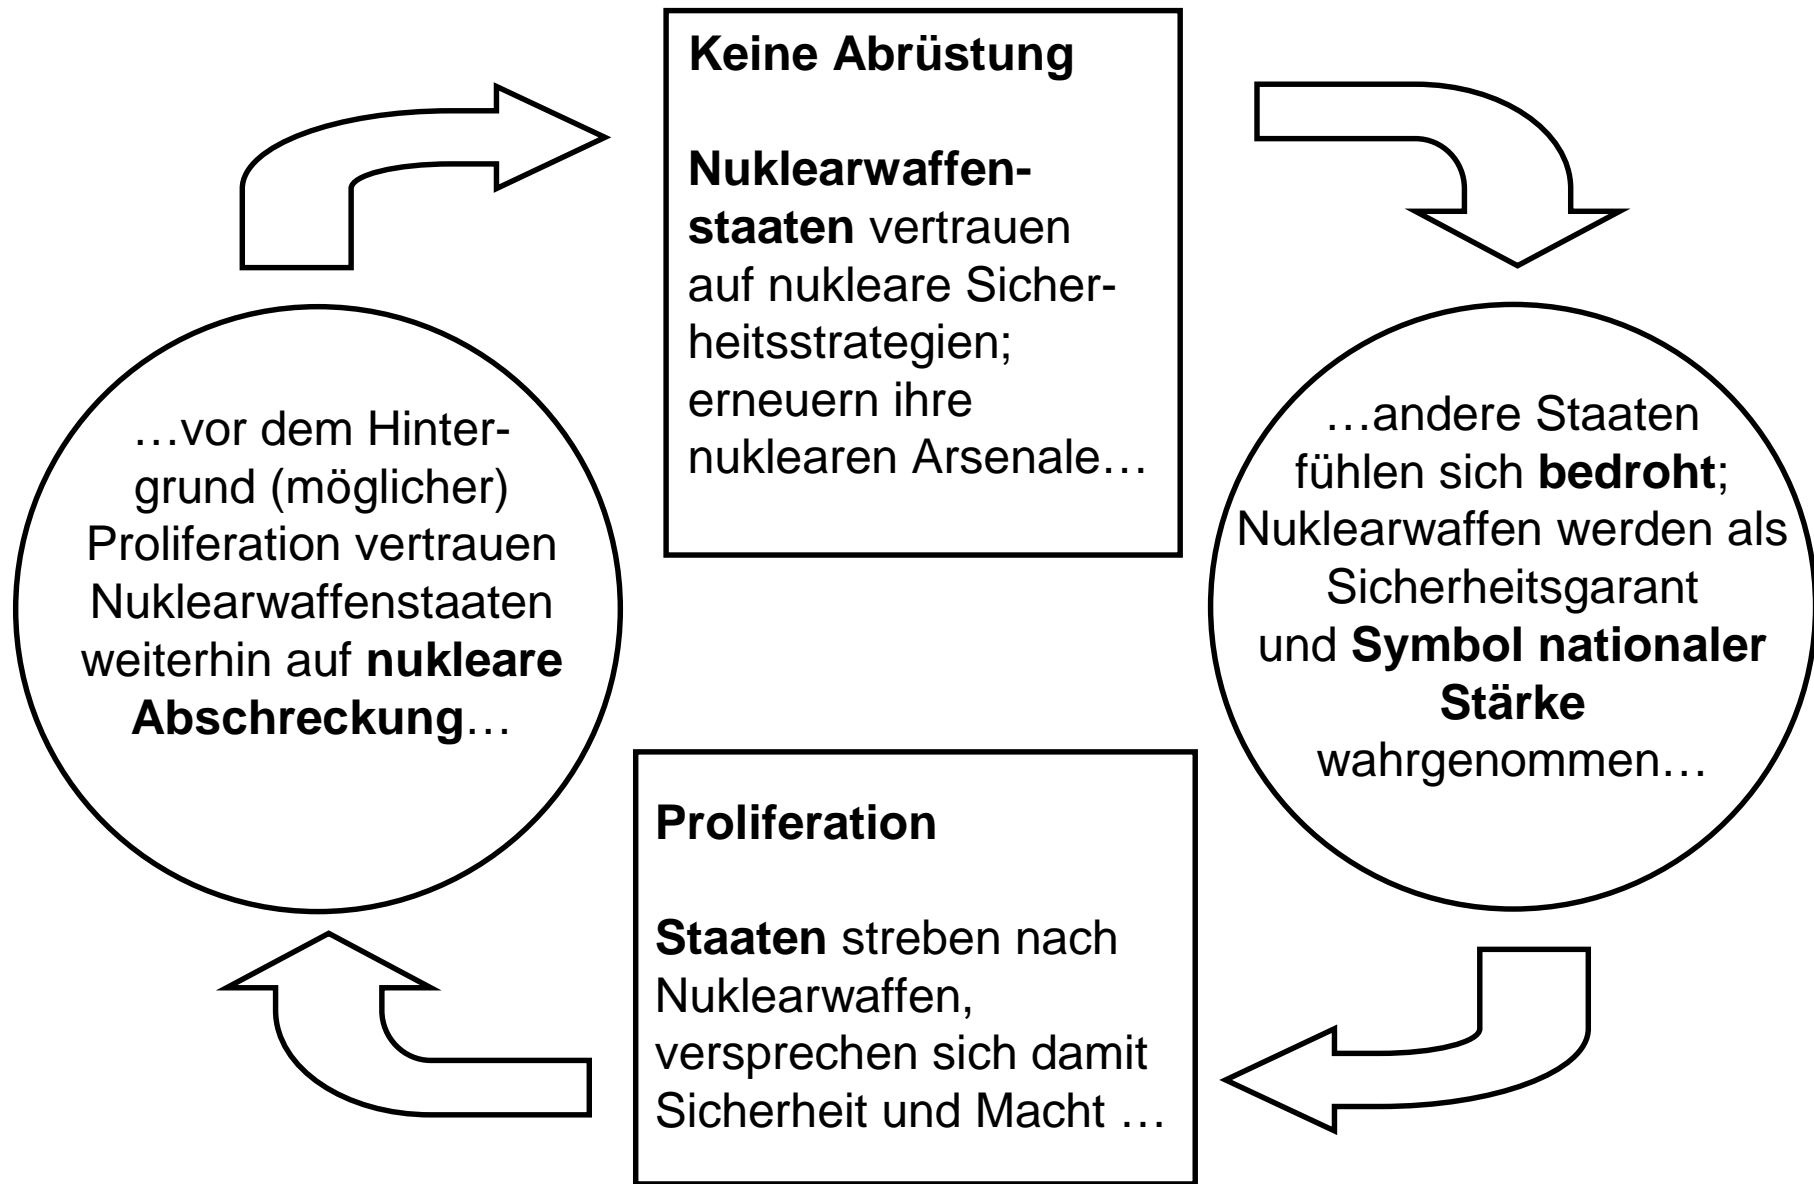 Keine Abrüstung
Nuklearwaffen-
staaten vertrauen
auf nukleare Sicher-
heitsstrategien;
erneuern ihre
nuklearen Arsenale…
…andere Staaten
fühlen sich bedroht;
Nuklearwaffen werden als
Sicherheitsgarant
und Symbol nationaler
Stärke
wahrgenommen…
Proliferation
Staaten streben nach
Nuklearwaffen,
versprechen sich damit
Sicherheit und Macht …
…vor dem Hinter-
grund (möglicher)
Proliferation vertrauen
Nuklearwaffenstaaten
weiterhin auf nukleare
Abschreckung…